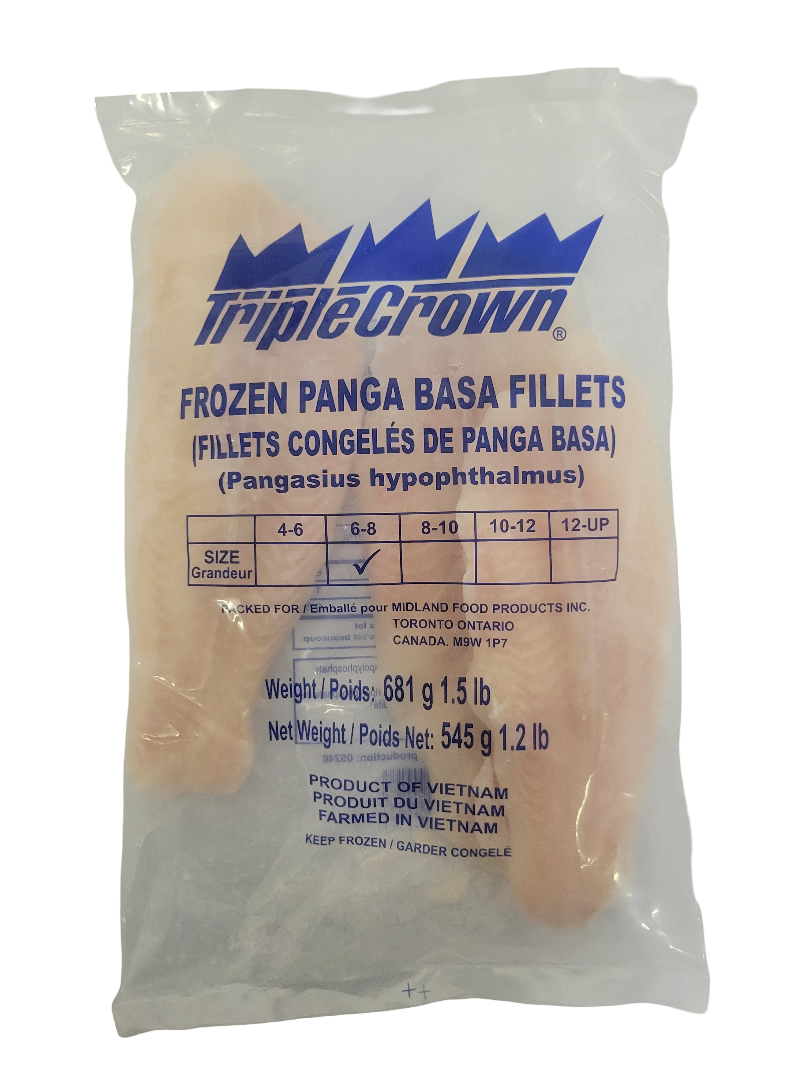 TripleCrown®
FROZEN PANGA BASA FILLETS
(FILLETS CONGELÉS DE PANGA BASA)
(Pangasius hypophthalmus)
4-6 6-8 8-10 10-12 12-UP
SIZE ✓
Grandeur
PACKED FOR / Emballé pour MIDLAND FOOD PRODUCTS INC.
TORONTO ONTARIO
CANADA. M9W 1P7
Weight / Poids: 681 g 1.5 lb
Net Weight / Poids Net: 545 g 1.2 lb
PRODUCT OF VIETNAM
PRODUIT DU VIETNAM
FARMED IN VIETNAM
KEEP FROZEN / GARDER CONGELÉ
++